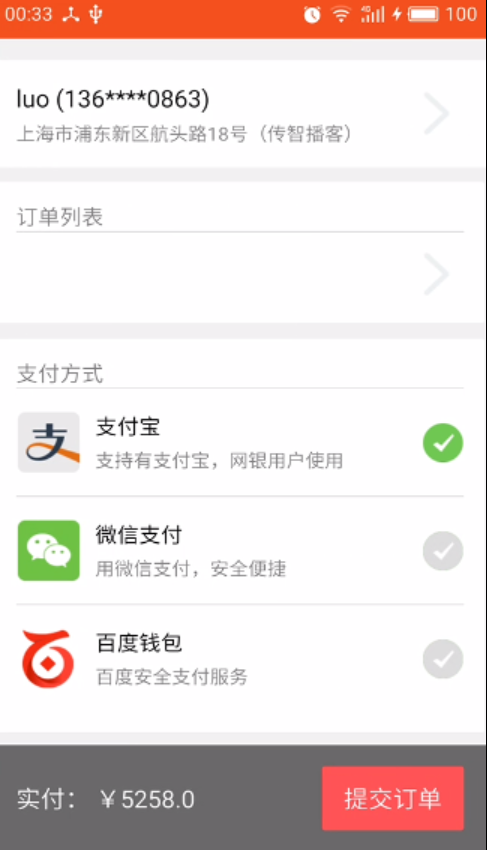 00:33 4G 100
luo (136****0863)
上海市浦东新区航头路18号（传智播客）
订单列表
支付方式
支
支付宝
支持有支付宝，网银用户使用
微信支付
用微信支付，安全便捷
百度钱包
百度安全支付服务
实付： ￥5258.0 提交订单